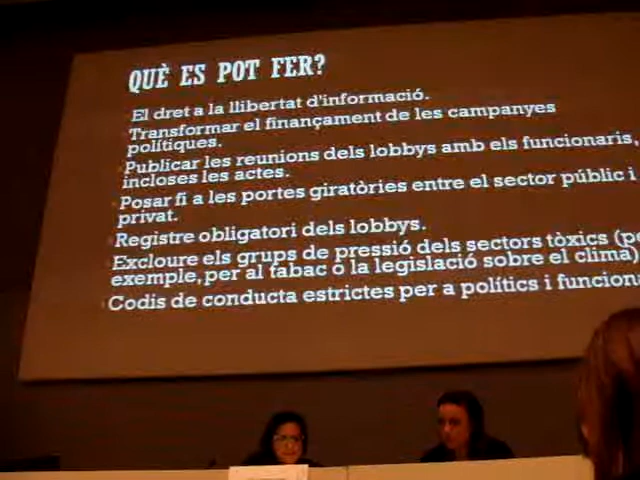 QUÈ ES POT FER?
El dret a la llibertat d'informació.
Transformar el finançament de les campanyes
polítiques.
Publicar les reunions dels lobbys amb els funcionaris,
incloses les actes.
Posar fi a les portes giratòries entre el sector públic i
privat.
Registre obligatori dels lobbys.
Excloure els grups de pressió dels sectors tòxics (pe
exemple, per al tabac o la legislació sobre el clima)
Codis de conducta estrictes per a polítics i funcion